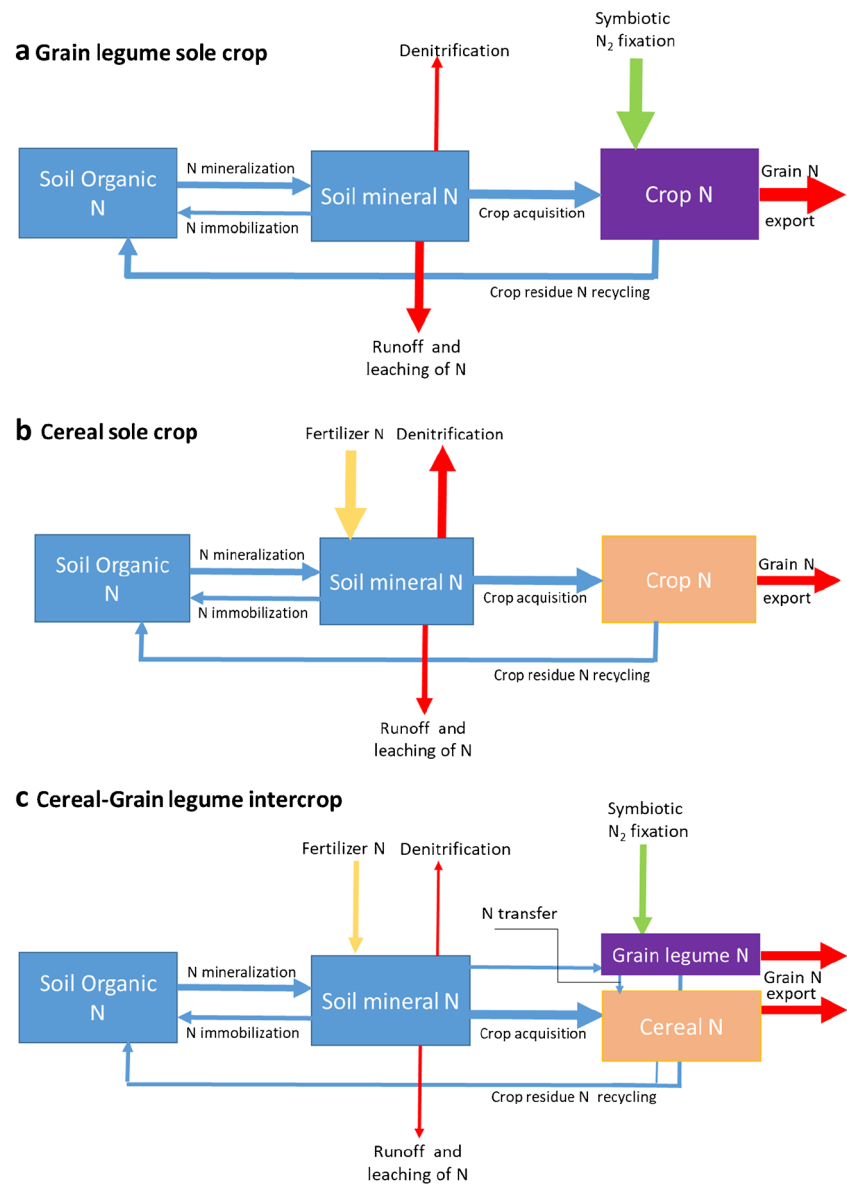 a Grain legume sole crop
Symbiotic
N2 fixation
Denitrification
Soil Organic
N
N mineralization
N immobilization
Soil mineral N
Crop acquisition
Crop N
Grain N
export
Crop residue N recycling
Runoff and
leaching of N
b Cereal sole crop
Fertilizer N
Denitrification
Soil Organic
N
N mineralization
N immobilization
Soil mineral N
Crop acquisition
Crop N
Grain N
export
Crop residue N recycling
Runoff and
leaching of N
c Cereal-Grain legume intercrop
Symbiotic
N2 fixation
Fertilizer N
Denitrification
N transfer
Soil Organic
N
N mineralization
N immobilization
Soil mineral N
Crop acquisition
Grain legume N
Cereal N
Grain N
export
Crop residue N recycling
Runoff and
leaching of N